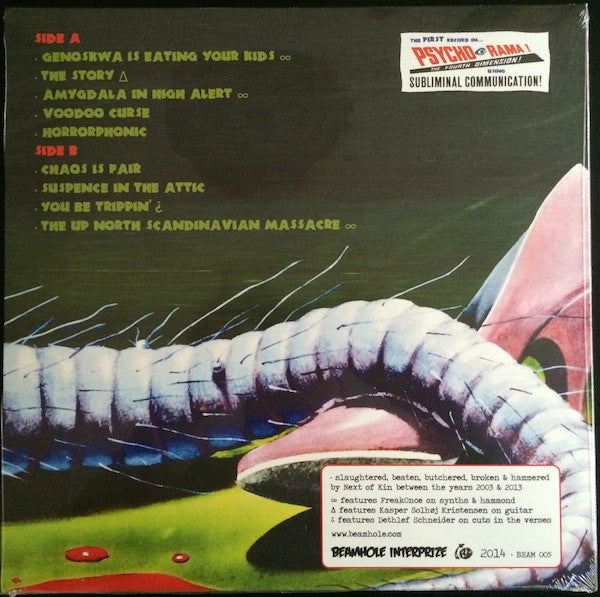 SIDE A
· GENOSKWA IS EATING YOUR KIDS ∞
· THE STORY Δ
· AMYGDALA IN HIGH ALERT ∞
· VOODOO CURSE
· HORRORPHONIC
SIDE B
· CHAOS IS FAIR
· SUSPENCE IN THE ATTIC
· YOU BE TRIPPIN' ¿
· THE UP NORTH SCANDINAVIAN MASSACRE ∞
THE FIRST RECORD IN...
PSYCHO@RAMA!
THE FOURTH DIMENSION!
USING
SUBLIMINAL COMMUNICATION!
· slaughtered, beaten, butchered, broken & hammered
by Next of Kin between the years 2003 & 2013
∞ features FreakOnce on synths & hammond
Δ features Kasper Solhøj Kristensen on guitar
¿ features Dethlef Schneider on cuts in the verses
www.beamhole.com
BEAMHOLE INTERPRIZE 2014 · BEAM 003